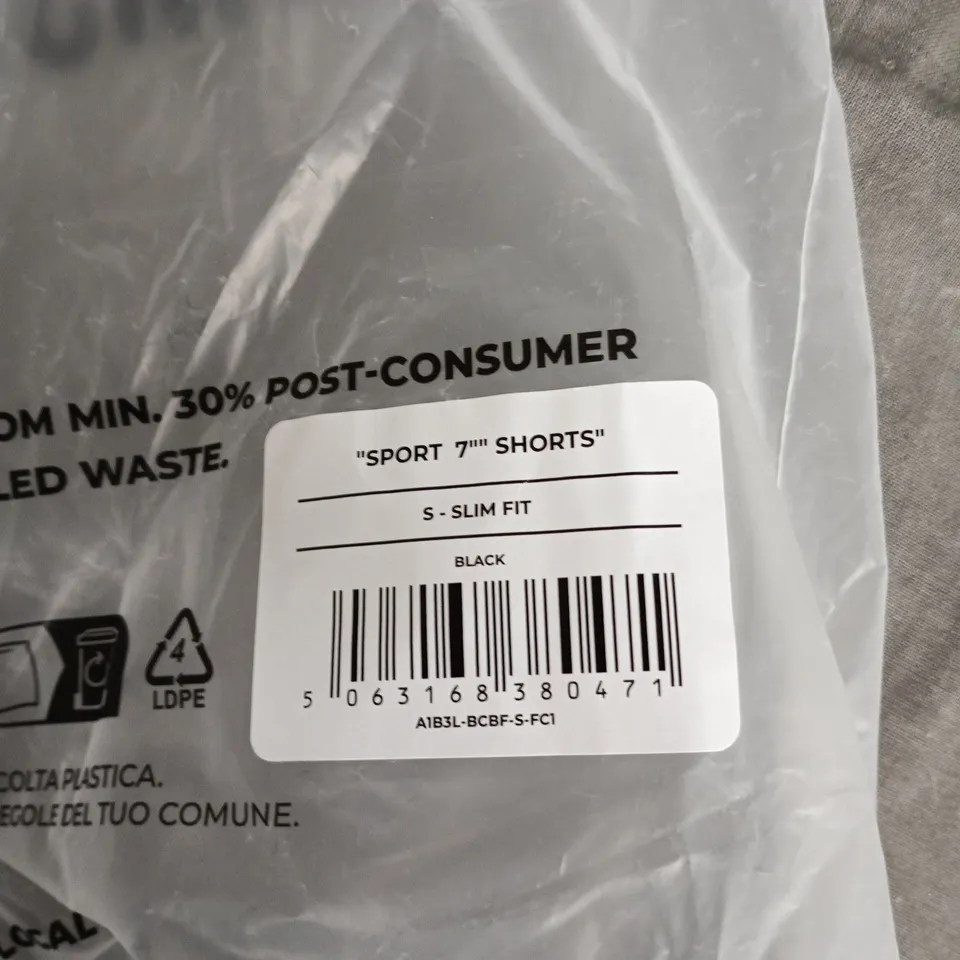 OM MIN. 30% POST-CONSUMER
LED WASTE.
"SPORT 7"" SHORTS"
S - SLIM FIT
BLACK
5 063168 380471
A1B3L-BCBF-S-FC1
4
LDPE
COLTA PLASTICA.
EGOLE DEL TUO COMUNE.
LOCAL